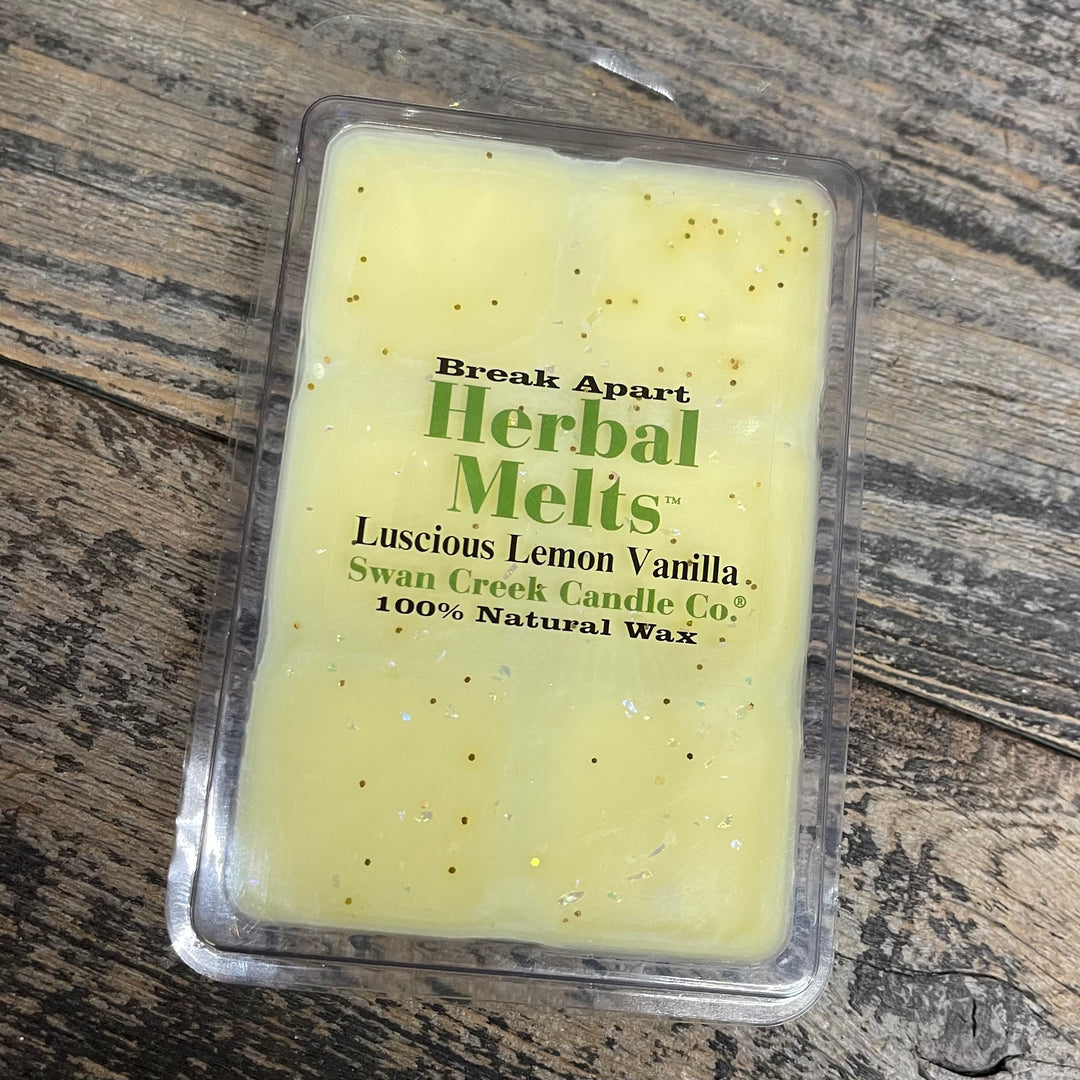 Break Apart
Herbal
Melts™
Luscious Lemon Vanilla
Swan Creek Candle Co.®
100% Natural Wax